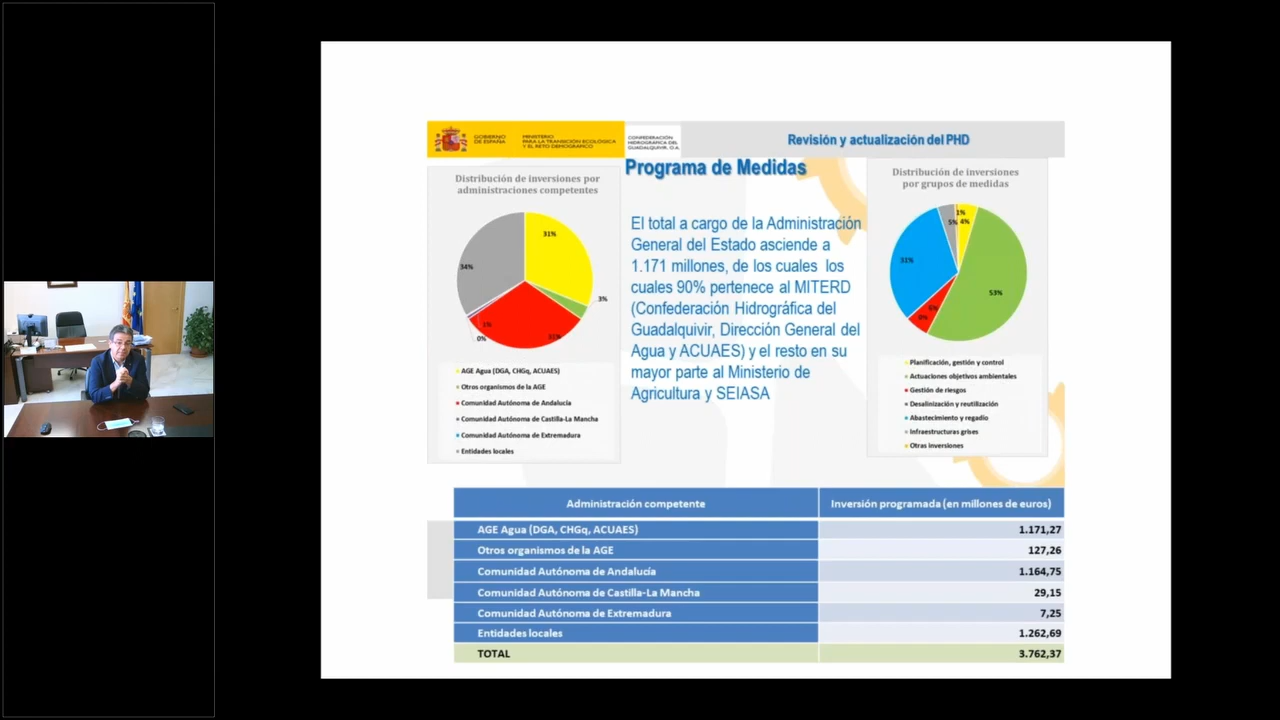 GOBIERNO
DE ESPAÑA
MINISTERIO
PARA LA TRANSICIÓN ECOLÓGICA
Y EL RETO DEMOGRÁFICO
CONFEDERACIÓN
HIDROGRÁFICA DEL
GUADALQUIVIR, O.A.
Revisión y actualización del PHD
Programa de Medidas
Distribución de inversiones por
administraciones competentes
31%
3%
31%
1%
0%
34%
AGE Agua (DGA, CHGq, ACUAES)
Otros organismos de la AGE
Comunidad Autónoma de Andalucía
Comunidad Autónoma de Castilla-La Mancha
Comunidad Autónoma de Extremadura
Entidades locales
El total a cargo de la Administración
General del Estado asciende a
1.171 millones, de los cuales los
cuales 90% pertenece al MITERD
(Confederación Hidrográfica del
Guadalquivir, Dirección General del
Agua y ACUAES) y el resto en su
mayor parte al Ministerio de
Agricultura y SEIASA
Distribución de inversiones
por grupos de medidas
1%
5%
4%
31%
53%
6%
0%
Planificación, gestión y control
Actuaciones objetivos ambientales
Gestión de riesgos
Desalinización y reutilización
Abastecimiento y regadío
Infraestructuras grises
Otras inversiones
Administración competente Inversión programada (en millones de euros)
AGE Agua (DGA, CHGq, ACUAES) 1.171,27
Otros organismos de la AGE 127,26
Comunidad Autónoma de Andalucía 1.164,75
Comunidad Autónoma de Castilla-La Mancha 29,15
Comunidad Autónoma de Extremadura 7,25
Entidades locales 1.262,69
TOTAL 3.762,37